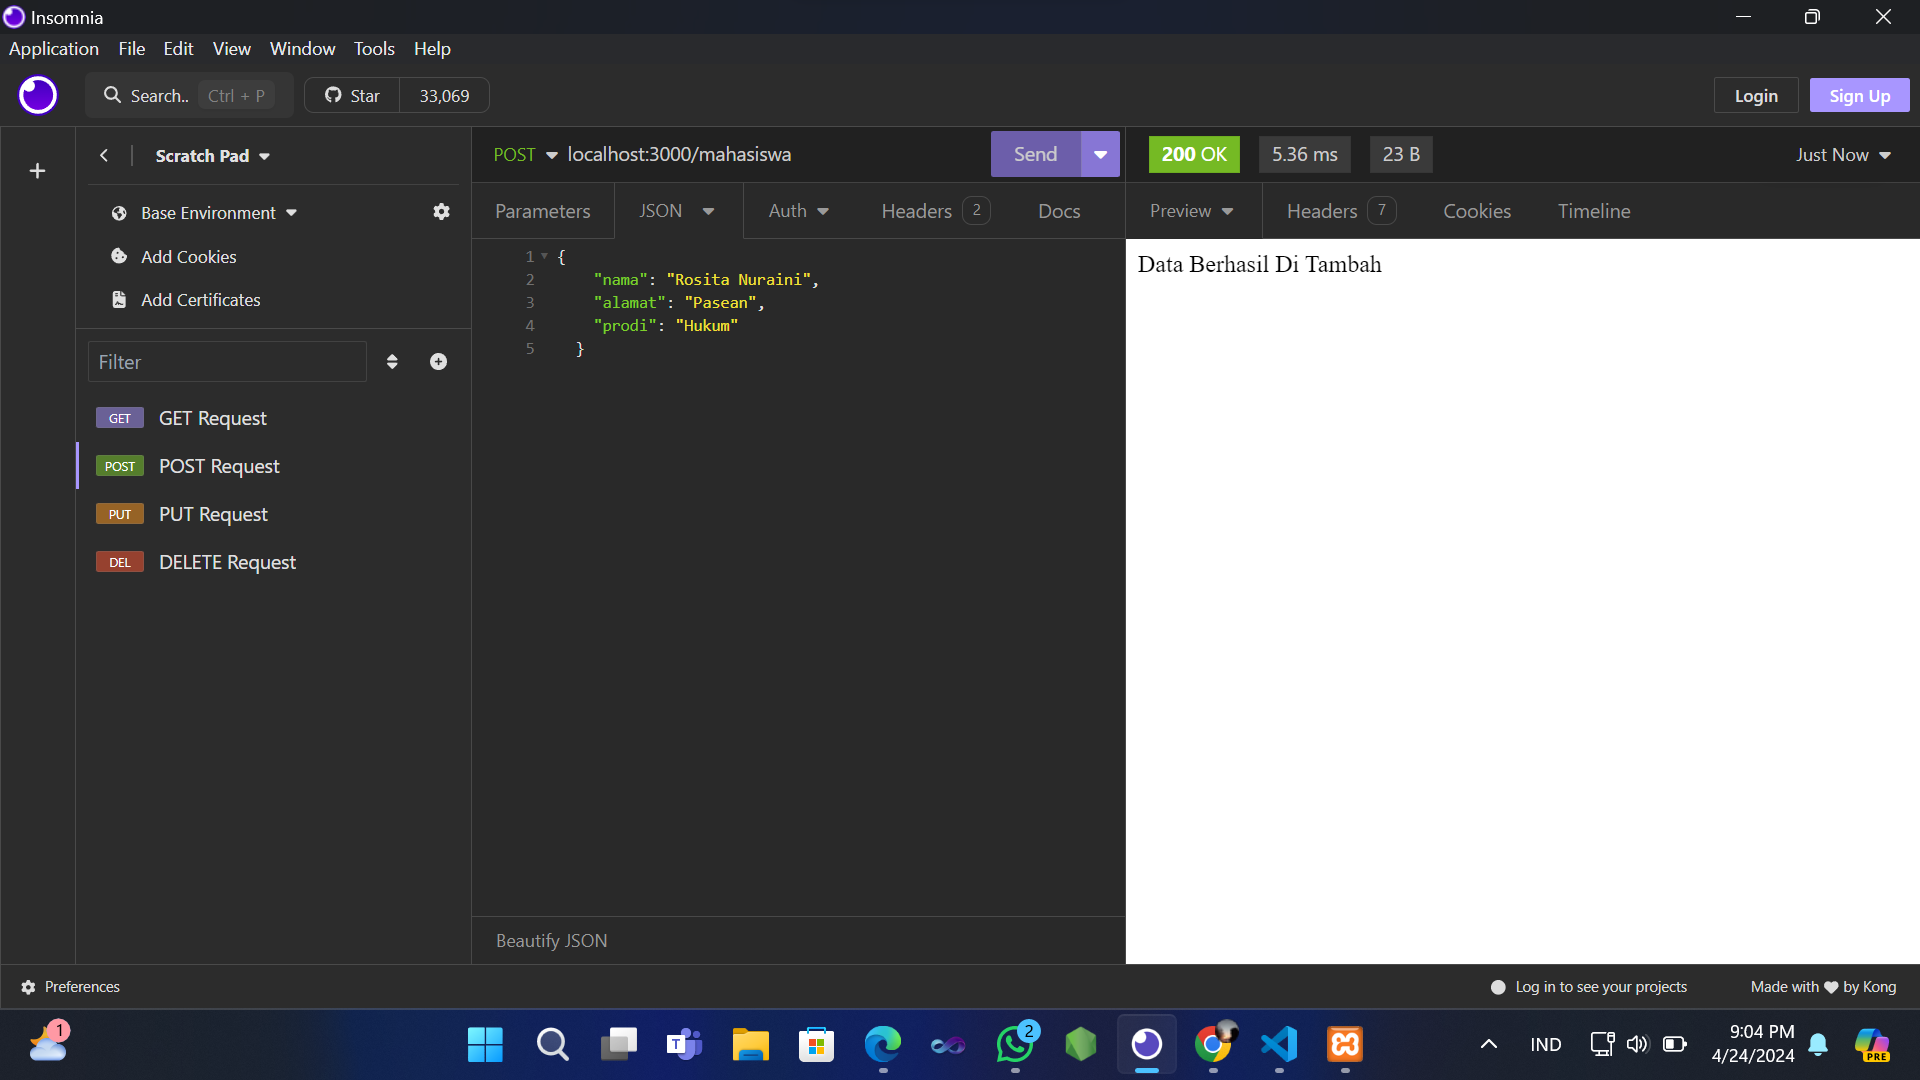 Insomnia
Application File Edit View Window Tools Help
Search.. Ctrl + P Star 33,069 Login Sign Up
Scratch Pad
POST localhost:3000/mahasiswa Send 200 OK 5.36 ms 23 B Just Now
Base Environment
Parameters JSON Auth Headers 2 Docs Preview Headers 7 Cookies Timeline
Add Cookies
Add Certificates
1 {
2 "nama": "Rosita Nuraini",
3 "alamat": "Pasean",
4 "prodi": "Hukum"
5 }
Data Berhasil Di Tambah
Filter
GET GET Request
POST POST Request
PUT PUT Request
DEL DELETE Request
Beautify JSON
Preferences Log in to see your projects Made with ❤ by Kong
1 T 2 IND 9:04 PM
4/24/2024 PRE